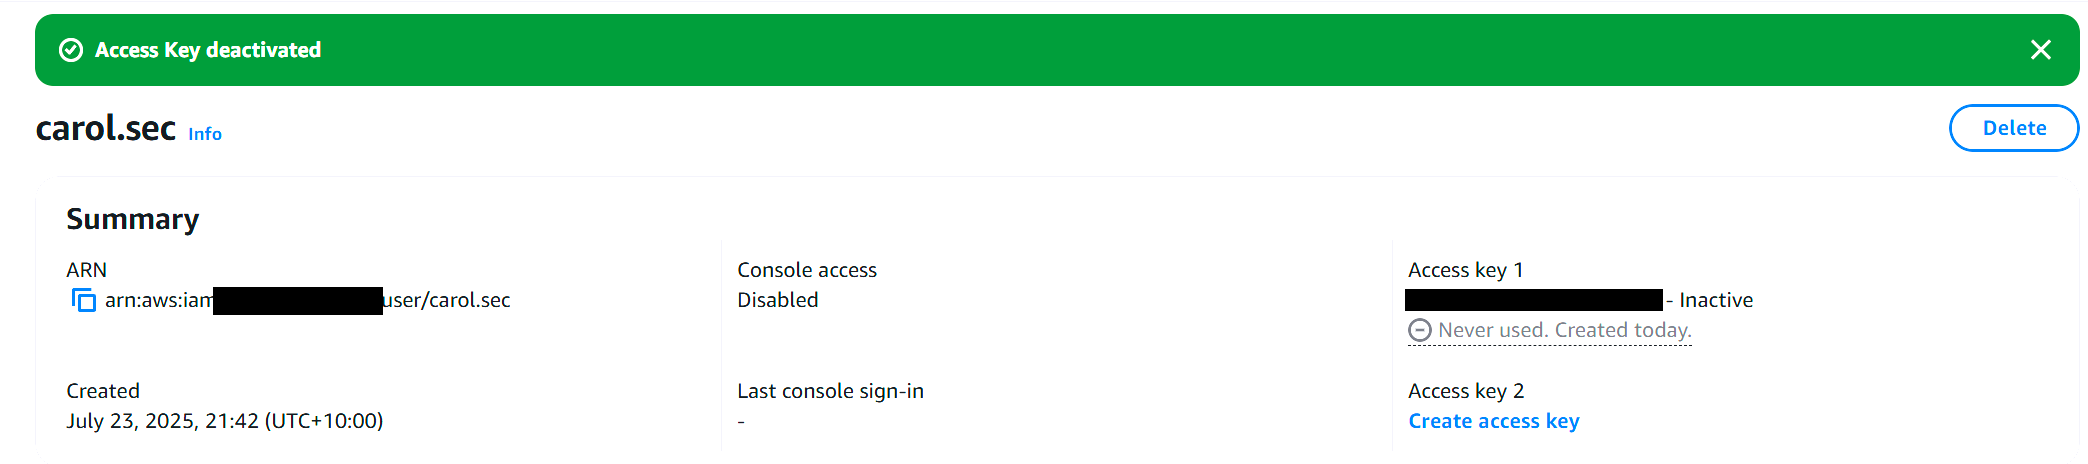 Access Key deactivated
carol.sec Info
Delete
Summary
ARN
arn:aws:iam user/carol.sec
Console access
Disabled
Access key 1
- Inactive
Never used. Created today.
Created
July 23, 2025, 21:42 (UTC+10:00)
Last console sign-in
-
Access key 2
Create access key